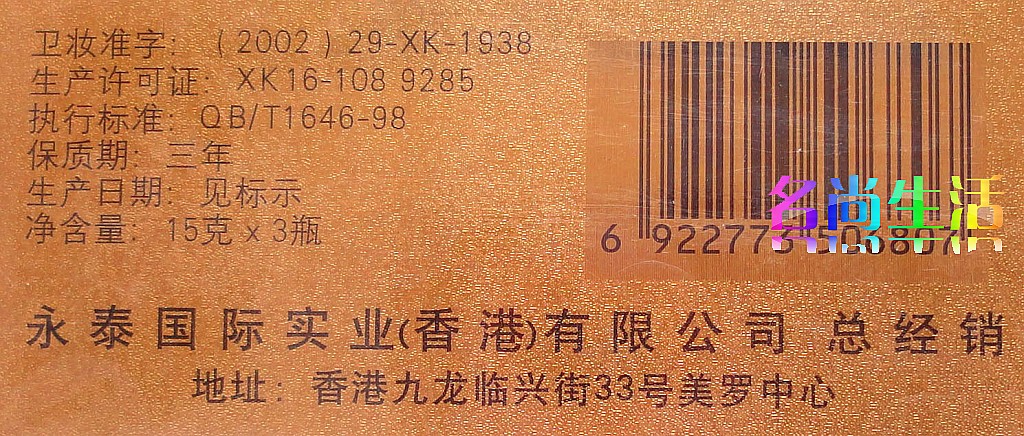 卫妆准字：（2002）29-XK-1938
生产许可证：XK16-108 9285
执行标准：QB/T1646-98
保质期：三年
生产日期：见标示
净含量：15克 x 3瓶
名尚生活
永泰国际实业(香港)有限公司 总经销
地址：香港九龙临兴街33号美罗中心